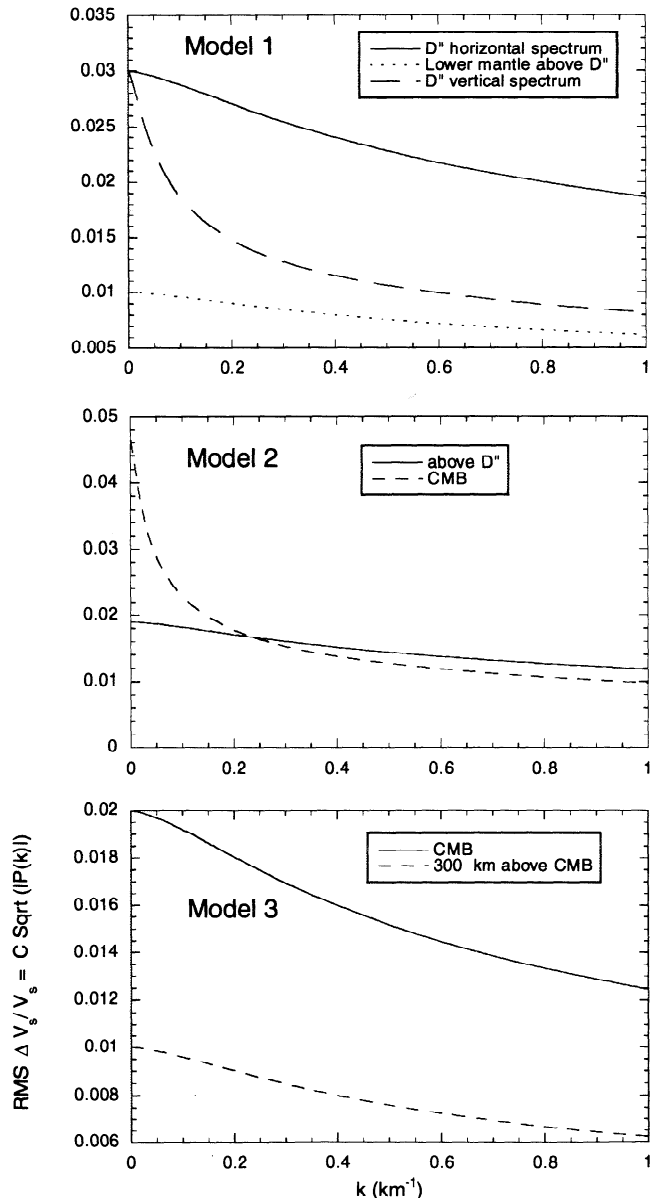 Model 1
D" horizontal spectrum
Lower mantle above D"
D" vertical spectrum
0.035
0.03
0.025
0.02
0.015
0.01
0.005
0 0.2 0.4 0.6 0.8 1
Model 2
above D"
CMB
0.05
0.04
0.03
0.02
0.01
0
0 0.2 0.4 0.6 0.8 1
Model 3
CMB
300 km above CMB
0.02
0.018
0.016
0.014
0.012
0.01
0.008
0.006
0 0.2 0.4 0.6 0.8 1
RMS Δ Vs / Vs = C Sqrt (|P(k)|)
k (km⁻¹)